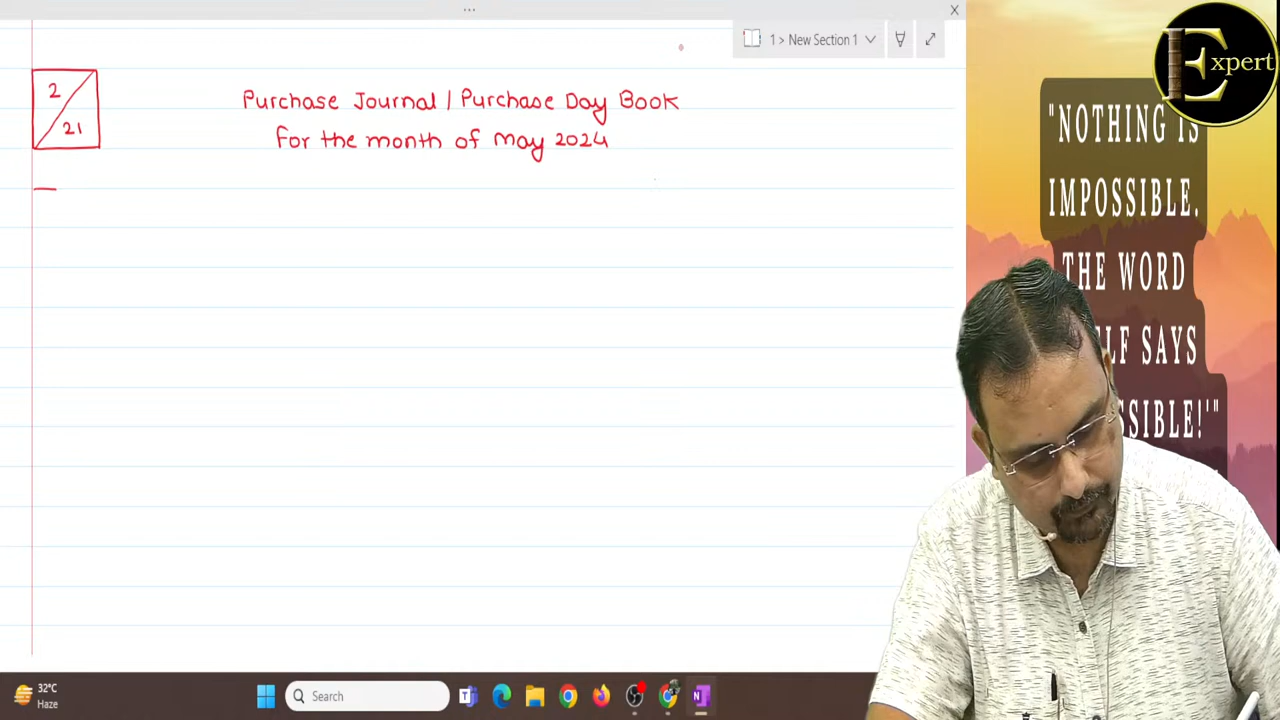 1 > New Section 1
Expert
2
21
Purchase Journal / Purchase Day Book
For the month of may 2024
"NOTHING IS
IMPOSSIBLE.
THE WORD
SAYS
32°C
Haze
Search